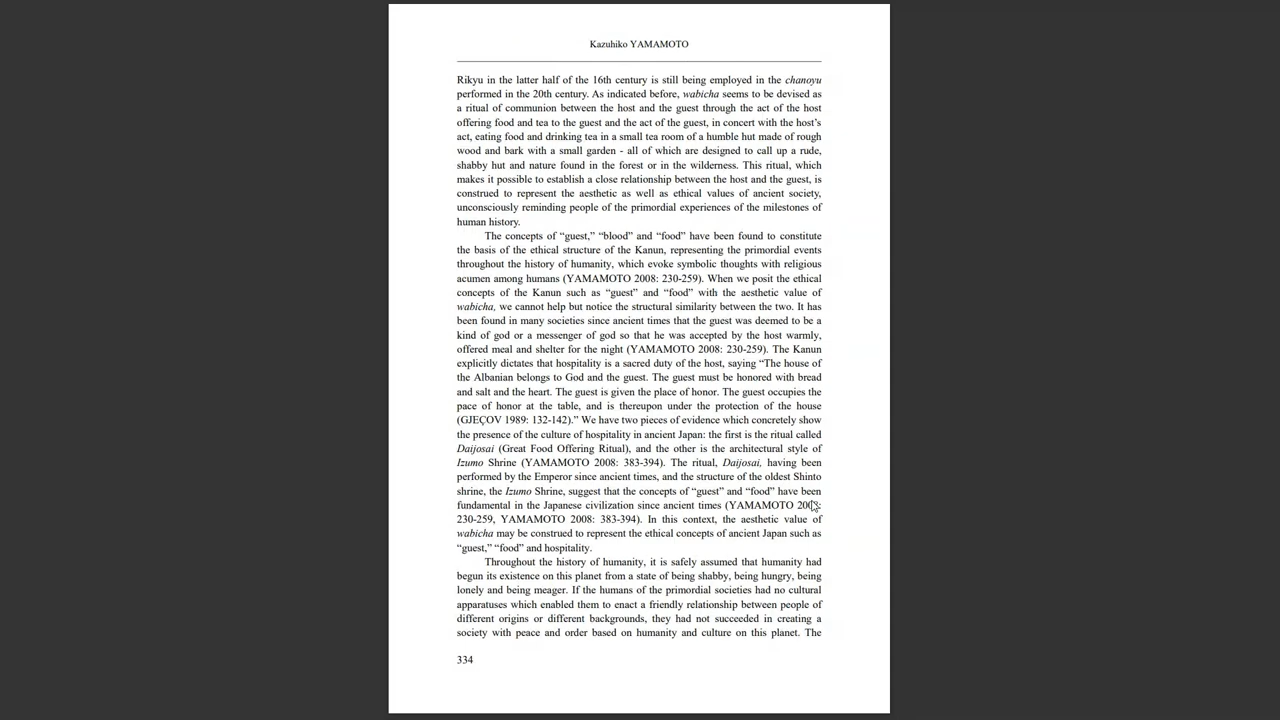 Kazuhiko YAMAMOTO
Rikyu in the latter half of the 16th century is still being employed in the chanoyu
performed in the 20th century. As indicated before, wabicha seems to be devised as
a ritual of communion between the host and the guest through the act of the host
offering food and tea to the guest and the act of the guest, in concert with the host's
act, eating food and drinking tea in a small tea room of a humble hut made of rough
wood and bark with a small garden - all of which are designed to call up a rude,
shabby hut and nature found in the forest or in the wilderness. This ritual, which
makes it possible to establish a close relationship between the host and the guest, is
construed to represent the aesthetic as well as ethical values of ancient society,
unconsciously reminding people of the primordial experiences of the milestones of
human history.
The concepts of “guest,” “blood” and “food” have been found to constitute
the basis of the ethical structure of the Kanun, representing the primordial events
throughout the history of humanity, which evoke symbolic thoughts with religious
acumen among humans (YAMAMOTO 2008: 230-259). When we posit the ethical
concepts of the Kanun such as “guest” and “food” with the aesthetic value of
wabicha, we cannot help but notice the structural similarity between the two. It has
been found in many societies since ancient times that the guest was deemed to be a
kind of god or a messenger of god so that he was accepted by the host warmly,
offered meal and shelter for the night (YAMAMOTO 2008: 230-259). The Kanun
explicitly dictates that hospitality is a sacred duty of the host, saying “The house of
the Albanian belongs to God and the guest. The guest must be honored with bread
and salt and the heart. The guest is given the place of honor. The guest occupies the
pace of honor at the table, and is thereupon under the protection of the house
(GJEÇOV 1989: 132-142).” We have two pieces of evidence which concretely show
the presence of the culture of hospitality in ancient Japan: the first is the ritual called
Daijosai (Great Food Offering Ritual), and the other is the architectural style of
Izumo Shrine (YAMAMOTO 2008: 383-394). The ritual, Daijosai, having been
performed by the Emperor since ancient times, and the structure of the oldest Shinto
shrine, the Izumo Shrine, suggest that the concepts of “guest” and “food” have been
fundamental in the Japanese civilization since ancient times (YAMAMOTO
230-259, YAMAMOTO 2008: 383-394). In this context, the aesthetic value of
wabicha may be construed to represent the ethical concepts of ancient Japan such as
“guest,” “food” and hospitality.
Throughout the history of humanity, it is safely assumed that humanity had
begun its existence on this planet from a state of being shabby, being hungry, being
lonely and being meager. If the humans of the primordial societies had no cultural
apparatuses which enabled them to enact a friendly relationship between people of
different origins or different backgrounds, they had not succeeded in creating a
society with peace and order based on humanity and culture on this planet. The
334